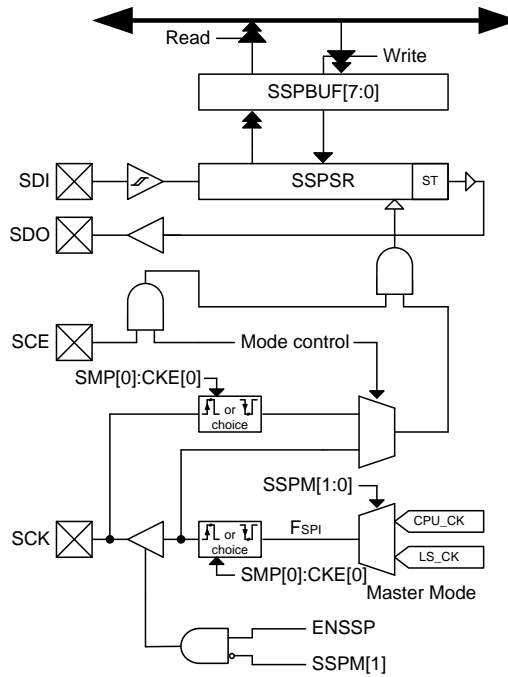 Read
Write
SSPBUF[7:0]
SDI
SSPSR
ST
SDO
SCE
Mode control
SMP[0]:CKE[0]
or
choice
SSPM[1:0]
SCK
or
choice
FSPI
CPU_CK
LS_CK
SMP[0]:CKE[0]
Master Mode
ENSSP
SSPM[1]